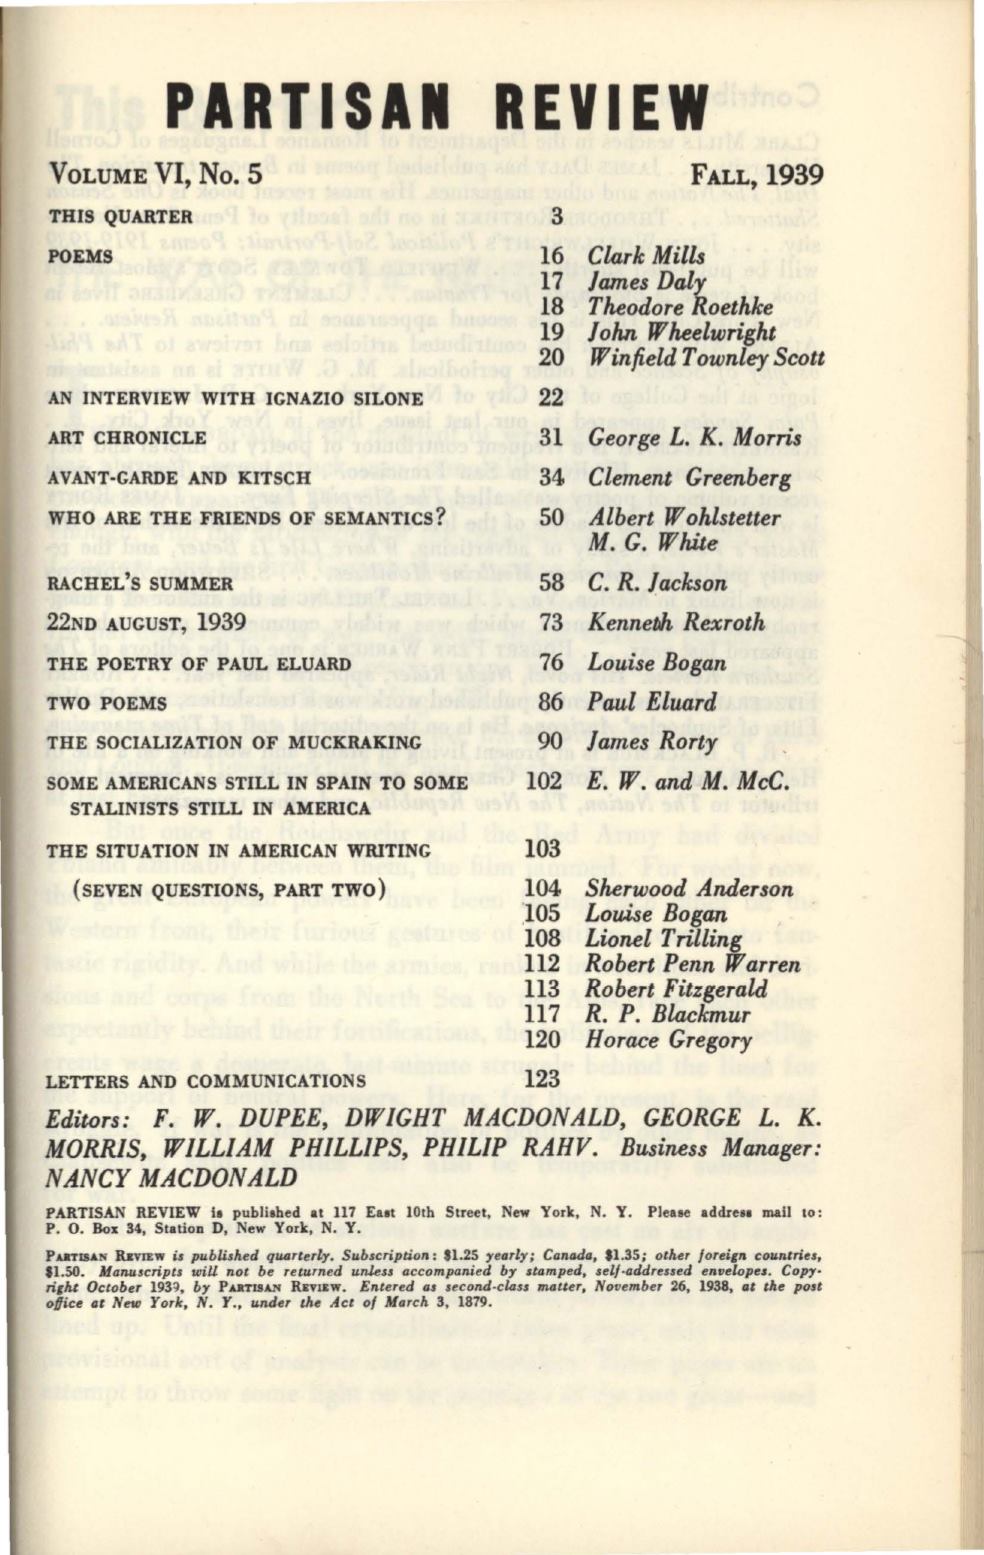 PARTISAN REVIEW
VOLUME VI, No. 5 FALL, 1939
THIS QUARTER 3
POEMS 16 Clark Mills
17 James Daly
18 Theodore Roethke
19 John Wheelwright
20 Winfield Townley Scott
AN INTERVIEW WITH IGNAZIO SILONE 22
ART CHRONICLE 31 George L. K. Morris
AVANT-GARDE AND KITSCH 34 Clement Greenberg
WHO ARE THE FRIENDS OF SEMANTICS? 50 Albert Wohlstetter
M. G. White
RACHEL'S SUMMER 58 C. R. Jackson
22ND AUGUST, 1939 73 Kenneth Rexroth
THE POETRY OF PAUL ELUARD 76 Louise Bogan
TWO POEMS 86 Paul Eluard
THE SOCIALIZATION OF MUCKRAKING 90 James Rorty
SOME AMERICANS STILL IN SPAIN TO SOME 102 E. W. and M. McC.
STALINISTS STILL IN AMERICA
THE SITUATION IN AMERICAN WRITING 103
(SEVEN QUESTIONS, PART TWO) 104 Sherwood Anderson
105 Louise Bogan
108 Lionel Trilling
112 Robert Penn Warren
113 Robert Fitzgerald
117 R. P. Blackmur
120 Horace Gregory
LETTERS AND COMMUNICATIONS 123
Editors: F. W. DUPEE, DWIGHT MACDONALD, GEORGE L. K.
MORRIS, WILLIAM PHILLIPS, PHILIP RAHV. Business Manager:
NANCY MACDONALD
PARTISAN REVIEW is published at 117 East 10th Street, New York, N. Y. Please address mail to:
P. O. Box 34, Station D, New York, N. Y.
PARTISAN REVIEW is published quarterly. Subscription: $1.25 yearly; Canada, $1.35; other foreign countries,
$1.50. Manuscripts will not be returned unless accompanied by stamped, self-addressed envelopes. Copy-
right October 1939, by PARTISAN REVIEW. Entered as second-class matter, November 26, 1938, at the post
office at New York, N. Y., under the Act of March 3, 1879.